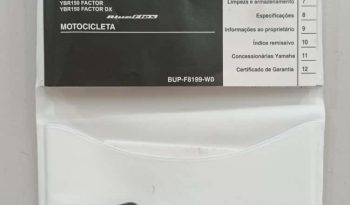 YBR150 FACTOR
YBR150 FACTOR DX
BlueFlex
MOTOCICLETA
BUP-F8199-W0
Limpeza e armazenamento 7
Especificações 8
Informações ao proprietário 9
Índice remissivo 10
Concessionárias Yamaha 11
Certificado de Garantia 12